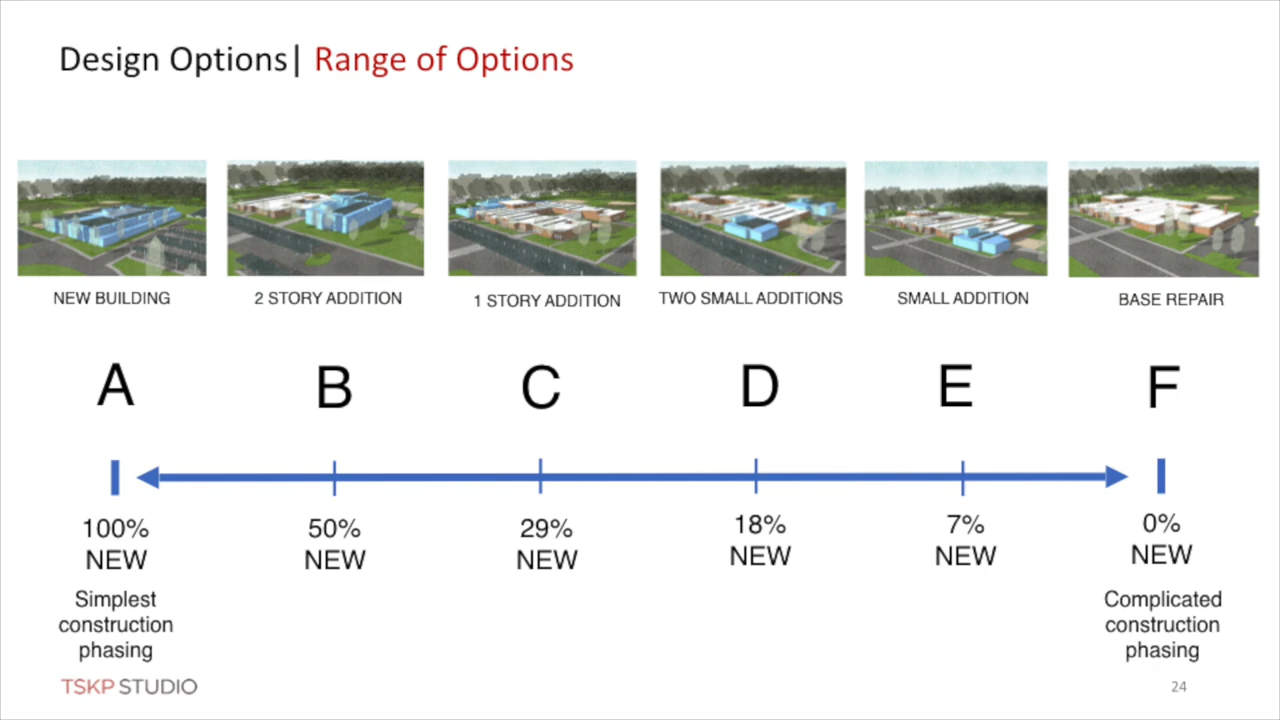 Design Options| Range of Options
NEW BUILDING
2 STORY ADDITION
1 STORY ADDITION
TWO SMALL ADDITIONS
SMALL ADDITION
BASE REPAIR
A
B
C
D
E
F
100%
NEW
50%
NEW
29%
NEW
18%
NEW
7%
NEW
0%
NEW
Simplest
construction
phasing
Complicated
construction
phasing
TSKP STUDIO
24